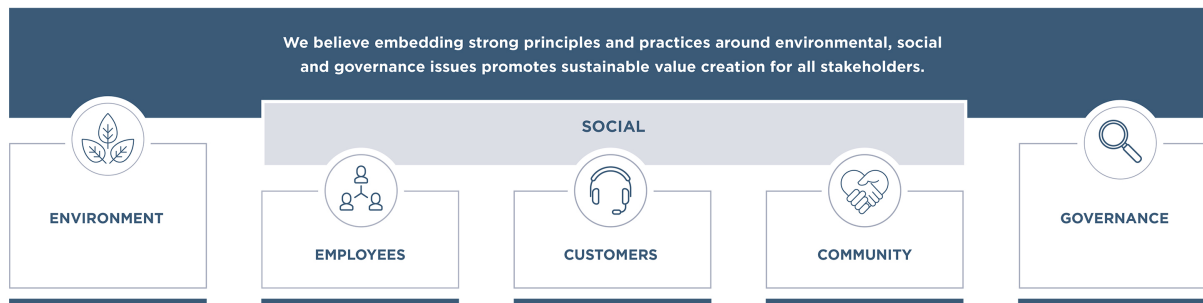 We believe embedding strong principles and practices around environmental, social
and governance issues promotes sustainable value creation for all stakeholders.
SOCIAL
ENVIRONMENT
EMPLOYEES
CUSTOMERS
COMMUNITY
GOVERNANCE